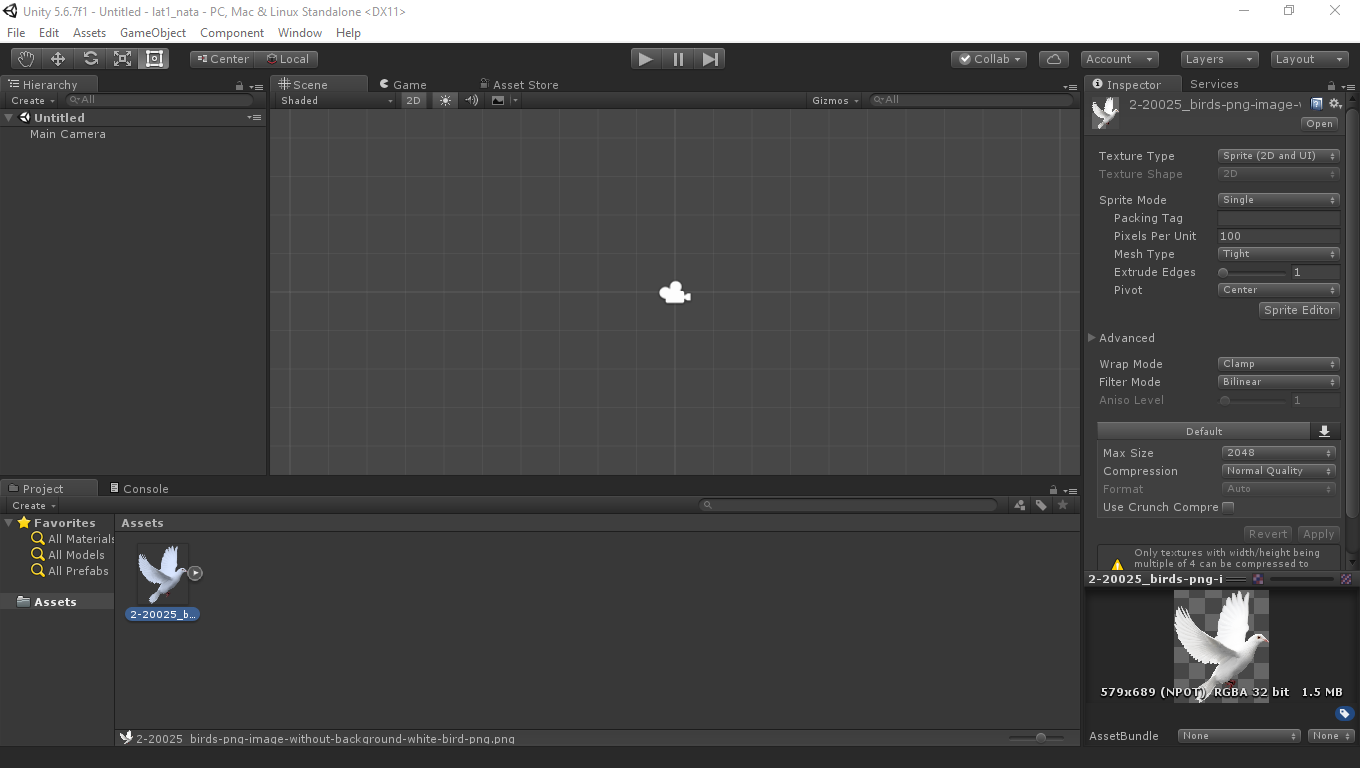 Unity 5.6.7f1 - Untitled - lat1_nata - PC, Mac & Linux Standalone <DX11>
File Edit Assets GameObject Component Window Help
Center Local Collab Account Layers Layout
Hierarchy
Create All
Untitled
Main Camera
Scene Game Asset Store
Shaded 2D Gizmos All
Inspector Services
2-20025_birds-png-image-
Open
Texture Type Sprite (2D and UI)
Texture Shape 2D
Sprite Mode Single
Packing Tag
Pixels Per Unit 100
Mesh Type Tight
Extrude Edges 1
Pivot Center
Sprite Editor
Advanced
Wrap Mode Clamp
Filter Mode Bilinear
Aniso Level 1
Default
Max Size 2048
Compression Normal Quality
Format Auto
Use Crunch Compre
Revert Apply
Only textures with width/height being
multiple of 4 can be compressed to
2-20025_birds-png-i
579x689 (NPOT) RGBA 32 bit 1.5 MB
AssetBundle None None
Project Console
Create
Favorites
All Materials
All Models
All Prefabs
Assets
Assets
2-20025_b...
2-20025_birds-png-image-without-background-white-bird-png.png